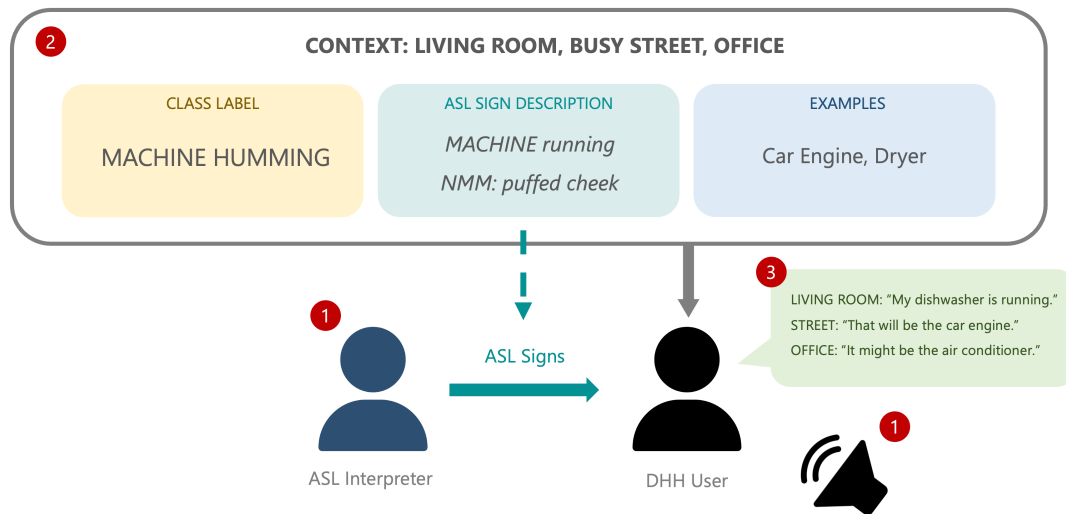 2
CONTEXT: LIVING ROOM, BUSY STREET, OFFICE
CLASS LABEL
MACHINE HUMMING
ASL SIGN DESCRIPTION
MACHINE running
NMM: puffed cheek
EXAMPLES
Car Engine, Dryer
3
LIVING ROOM: “My dishwasher is running.”
STREET: “That will be the car engine.”
OFFICE: “It might be the air conditioner.”
1
ASL Signs
ASL Interpreter
DHH User
1